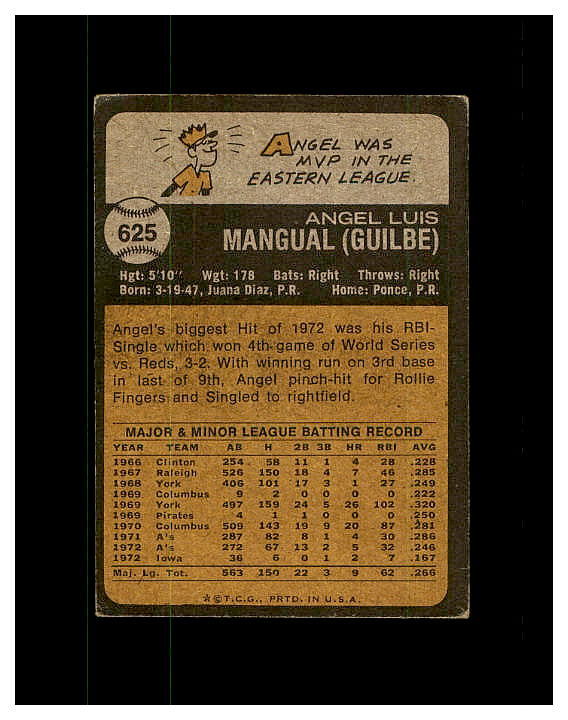 ANGEL WAS
MVP IN THE
EASTERN LEAGUE.
625
ANGEL LUIS
MANGUAL (GUILBE)
Hgt: 5'10" Wgt: 178 Bats: Right Throws: Right
Born: 3-19-47, Juana Diaz, P.R. Home: Ponce, P.R.
Angel's biggest Hit of 1972 was his RBI-
Single which won 4th game of World Series
vs. Reds, 3-2. With winning run on 3rd base
in last of 9th, Angel pinch-hit for Rollie
Fingers and Singled to rightfield.
MAJOR & MINOR LEAGUE BATTING RECORD
YEAR TEAM AB H 2B 3B HR RBI AVG
1966 Clinton 254 58 11 1 4 28 .228
1967 Raleigh 526 150 18 4 7 46 .285
1968 York 406 101 17 3 1 27 .249
1969 Columbus 9 2 0 0 0 0 .222
1969 York 497 159 24 5 26 102 .320
1969 Pirates 4 1 1 0 0 0 .250
1970 Columbus 509 143 19 9 20 87 .281
1971 A's 287 82 8 1 4 30 .286
1972 A's 272 67 13 2 5 32 .246
1972 Iowa 36 6 0 1 2 7 .167
Maj. Lg. Tot. 563 150 22 3 9 62 .266
☆©T.C.G., PRTD. IN U.S.A.